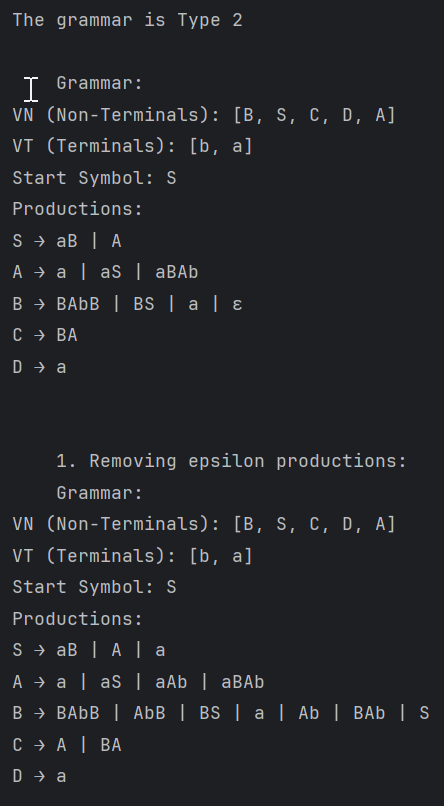 The grammar is Type 2
Grammar:
VN (Non-Terminals): [B, S, C, D, A]
VT (Terminals): [b, a]
Start Symbol: S
Productions:
S → aB | A
A → a | aS | aBAb
B → BAbB | BS | a | ε
C → BA
D → a
1. Removing epsilon productions:
Grammar:
VN (Non-Terminals): [B, S, C, D, A]
VT (Terminals): [b, a]
Start Symbol: S
Productions:
S → aB | A | a
A → a | aS | aAb | aBAb
B → BAbB | AbB | BS | a | Ab | BAb | S
C → A | BA
D → a